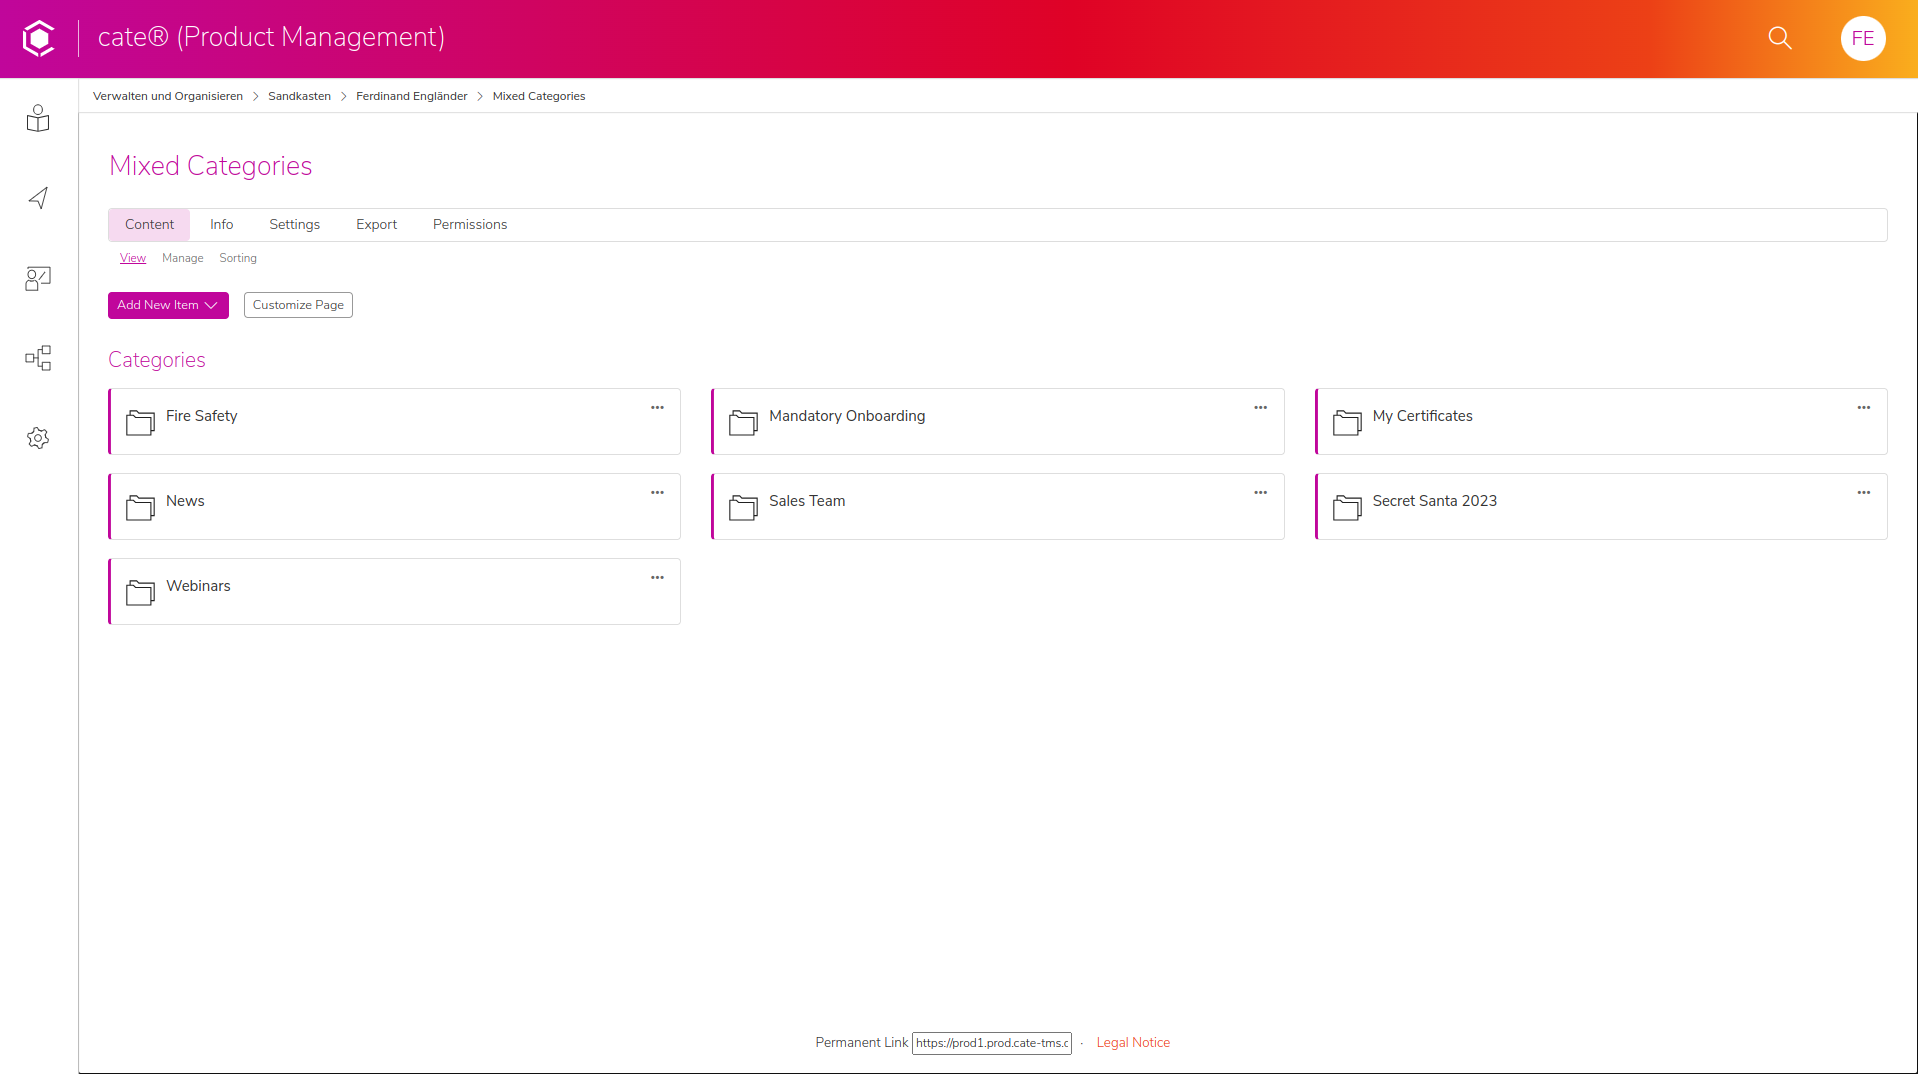 cate® (Product Management)
FE
Verwalten und Organisieren > Sandkasten > Ferdinand Engländer > Mixed Categories
Mixed Categories
Content Info Settings Export Permissions
View Manage Sorting
Add New Item Customize Page
Categories
Fire Safety
Mandatory Onboarding
My Certificates
News
Sales Team
Secret Santa 2023
Webinars
Permanent Link https://prod1.prod.cate-tms.c · Legal Notice